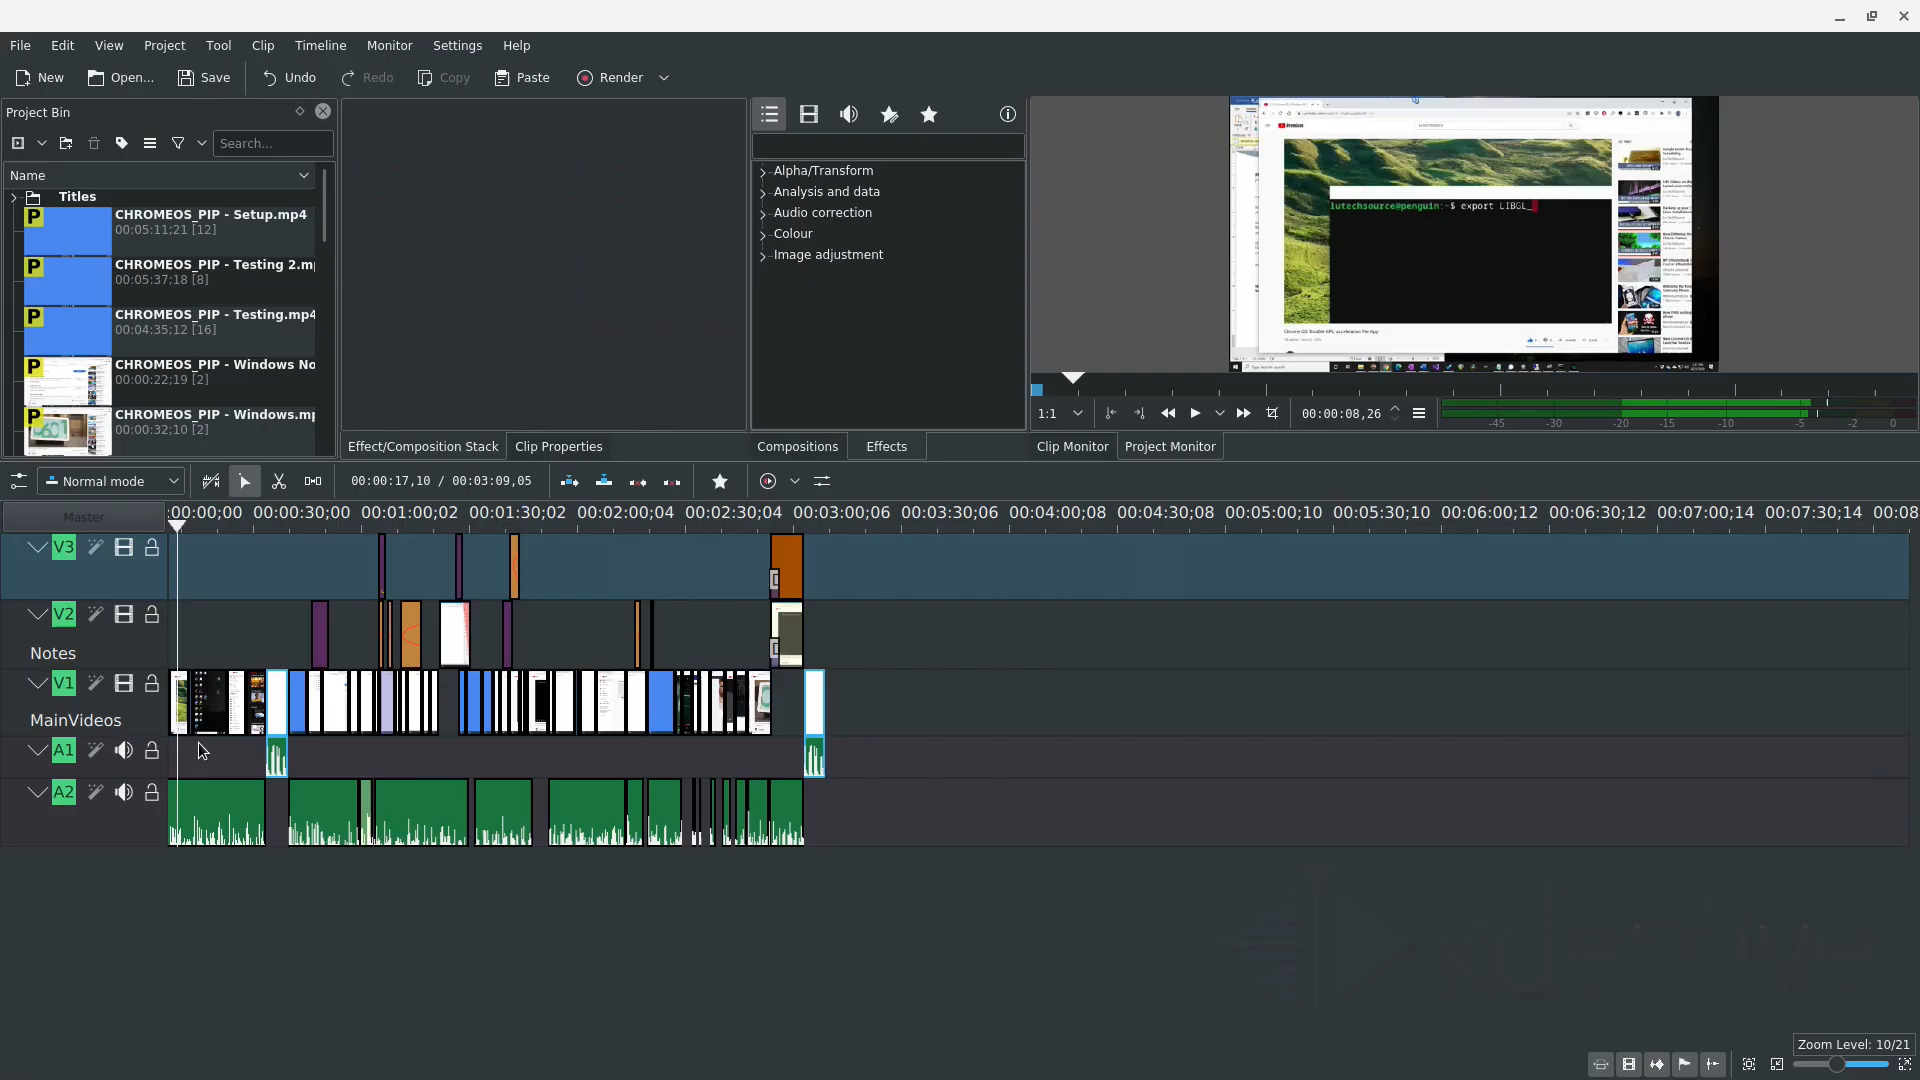 File Edit View Project Tool Clip Timeline Monitor Settings Help
New Open... Save Undo Redo Copy Paste Render
Project Bin
Search...
Name
Titles
CHROMEOS_PIP - Setup.mp4
00:05:11;21 [12]
CHROMEOS_PIP - Testing 2.mp
00:05:37;18 [8]
CHROMEOS_PIP - Testing.mp4
00:04:35;12 [16]
CHROMEOS_PIP - Windows No
00:00:22;19 [2]
CHROMEOS_PIP - Windows.mp
00:00:32;10 [2]
Alpha/Transform
Analysis and data
Audio correction
Colour
Image adjustment
Effect/Composition Stack Clip Properties
Compositions Effects
Premium
lutechsource@penguin:~$ export LIBGL_
1:1 00:00:08,26
-45 -30 -20 -15 -10 -5 -2 0
Clip Monitor Project Monitor
Normal mode 00:00:17,10 / 00:03:09,05
Master :00:00,00 00:00:30,00 00:01:00,02 00:01:30,02 00:02:00,04 00:02:30,04 00:03:00,06 00:03:30,06 00:04:00,08 00:04:30,08 00:05:00,10 00:05:30,10 00:06:00,12 00:06:30,12 00:07:00,14 00:07:30,14 00:08
V3
V2
Notes
V1
MainVideos
A1
A2
Zoom Level: 10/21